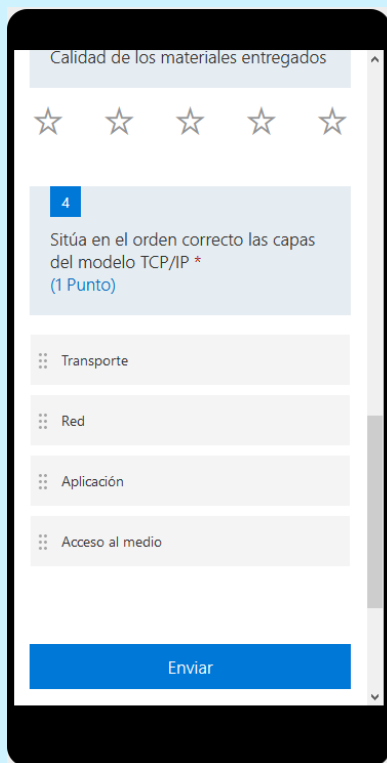 Calidad de los materiales entregados
4
Sitúa en el orden correcto las capas
del modelo TCP/IP *
(1 Punto)
Transporte
Red
Aplicación
Acceso al medio
Enviar